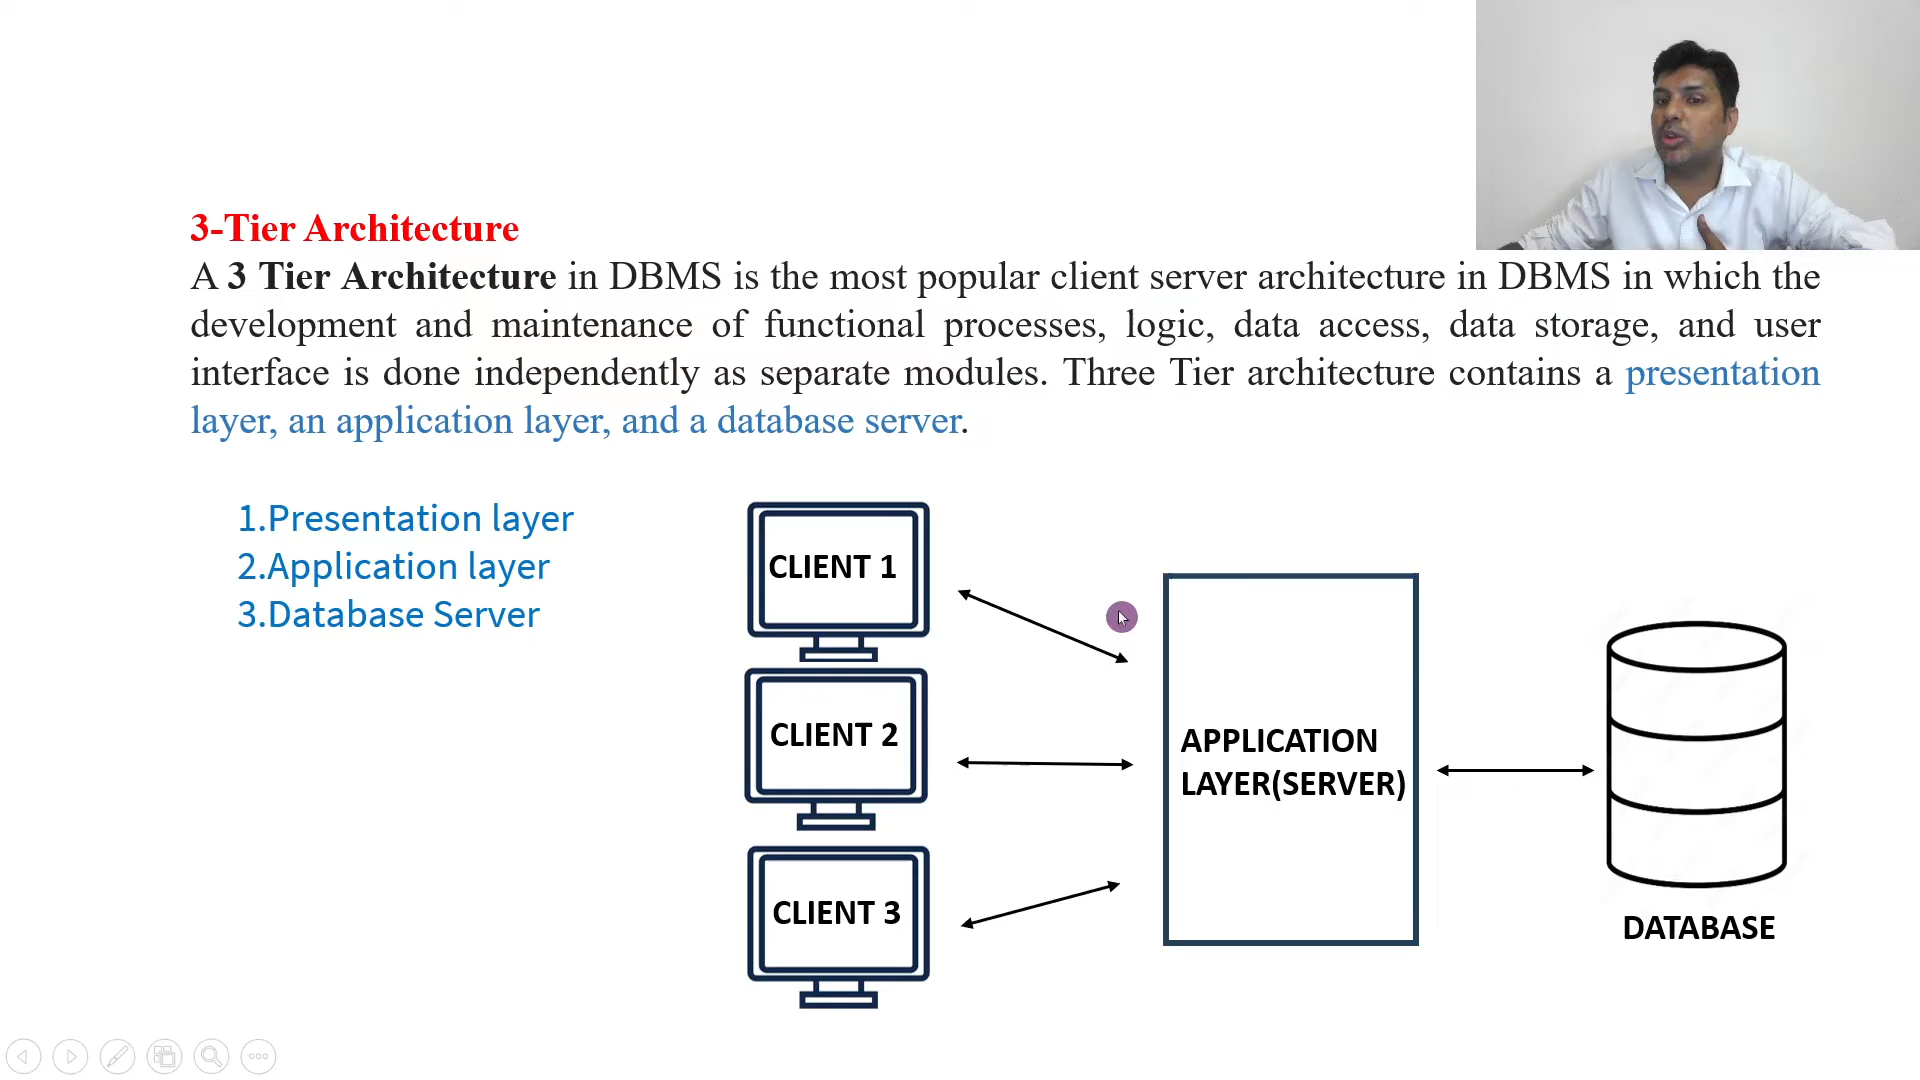 3-Tier Architecture
A 3 Tier Architecture in DBMS is the most popular client server architecture in DBMS in which the
development and maintenance of functional processes, logic, data access, data storage, and user
interface is done independently as separate modules. Three Tier architecture contains a presentation
layer, an application layer, and a database server.
1.Presentation layer
2.Application layer
3.Database Server
CLIENT 1
CLIENT 2
CLIENT 3
APPLICATION
LAYER(SERVER)
DATABASE